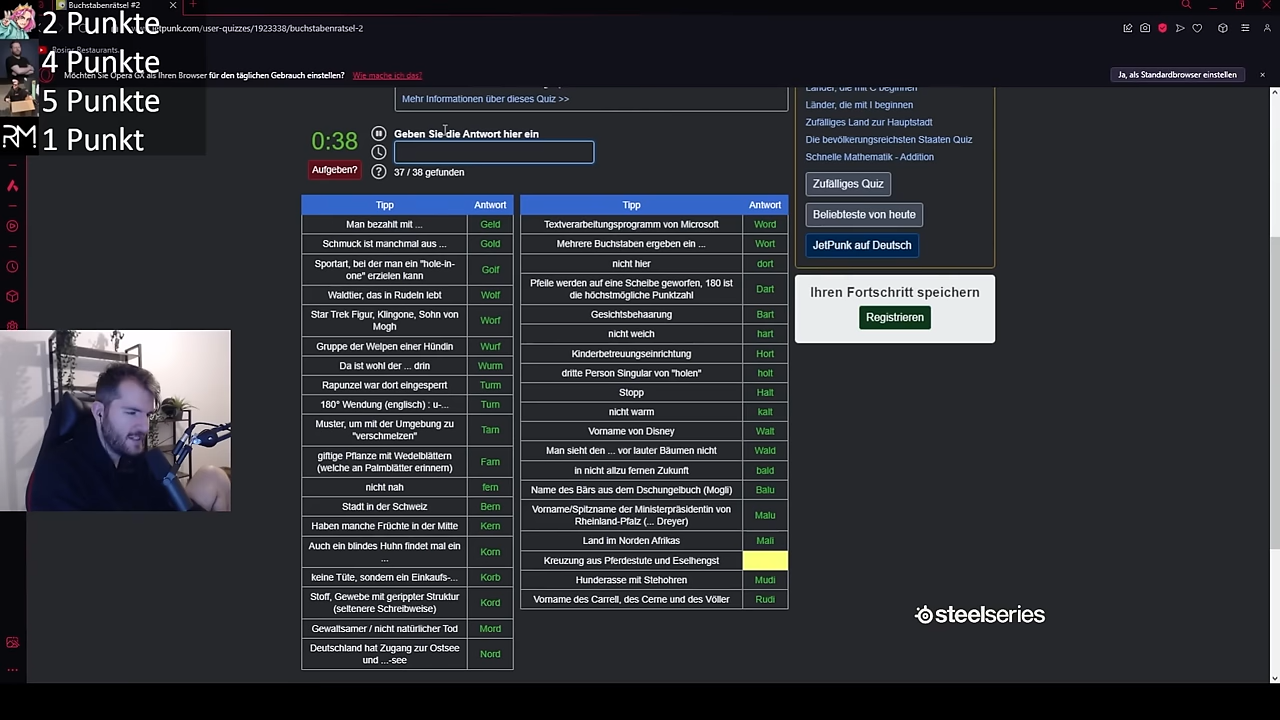 Buchstabenrätsel #2
2 Punkte
4 Punkte
5 Punkte
1 Punkt
tpunk.com/user-quizzes/1923338/buchstabenratsel-2
Rosins Restaurants
Möchten Sie Opera GX als Ihren Browser für den täglichen Gebrauch einstellen?
Wie mache ich das?
Ja, als Standardbrowser einstellen
Mehr Informationen über dieses Quiz >>
0:38
Aufgeben?
Geben Sie die Antwort hier ein
37 / 38 gefunden
Tipp Antwort
Man bezahlt mit ... Geld
Schmuck ist manchmal aus ... Gold
Sportart, bei der man ein "hole-in-
one" erzielen kann Golf
Waldtier, das in Rudeln lebt Wolf
Star Trek Figur, Klingone, Sohn von
Mogh Worf
Gruppe der Welpen einer Hündin Wurf
Da ist wohl der ... drin Wurm
Rapunzel war dort eingesperrt Turm
180° Wendung (englisch) : u-... Turn
Muster, um mit der Umgebung zu
"verschmelzen" Tarn
giftige Pflanze mit Wedelblättern
(welche an Palmblätter erinnern) Farn
nicht nah fern
Stadt in der Schweiz Bern
Haben manche Früchte in der Mitte Kern
Auch ein blindes Huhn findet mal ein
... Korn
keine Tüte, sondern ein Einkaufs-... Korb
Stoff, Gewebe mit gerippter Struktur
(seltenere Schreibweise) Kord
Gewaltsamer / nicht natürlicher Tod Mord
Deutschland hat Zugang zur Ostsee
und ...-see Nord
Tipp Antwort
Textverarbeitungsprogramm von Microsoft Word
Mehrere Buchstaben ergeben ein ... Wort
nicht hier dort
Pfeile werden auf eine Scheibe geworfen, 180 ist
die höchstmögliche Punktzahl Dart
Gesichtsbehaarung Bart
nicht weich hart
Kinderbetreuungseinrichtung Hort
dritte Person Singular von "holen" holt
Stopp Halt
nicht warm kalt
Vorname von Disney Walt
Man sieht den ... vor lauter Bäumen nicht Wald
in nicht allzu fernen Zukunft bald
Name des Bärs aus dem Dschungelbuch (Mogli) Balu
Vorname/Spitzname der Ministerpräsidentin von
Rheinland-Pfalz (... Dreyer) Malu
Land im Norden Afrikas Mali
Kreuzung aus Pferdestute und Eselhengst
Hunderasse mit Stehohren Mudi
Vorname des Carrell, des Cerne und des Völler Rudi
Länder, die mit C beginnen
Länder, die mit I beginnen
Zufälliges Land zur Hauptstadt
Die bevölkerungsreichsten Staaten Quiz
Schnelle Mathematik - Addition
Zufälliges Quiz
Beliebteste von heute
JetPunk auf Deutsch
Ihren Fortschritt speichern
Registrieren
steelseries